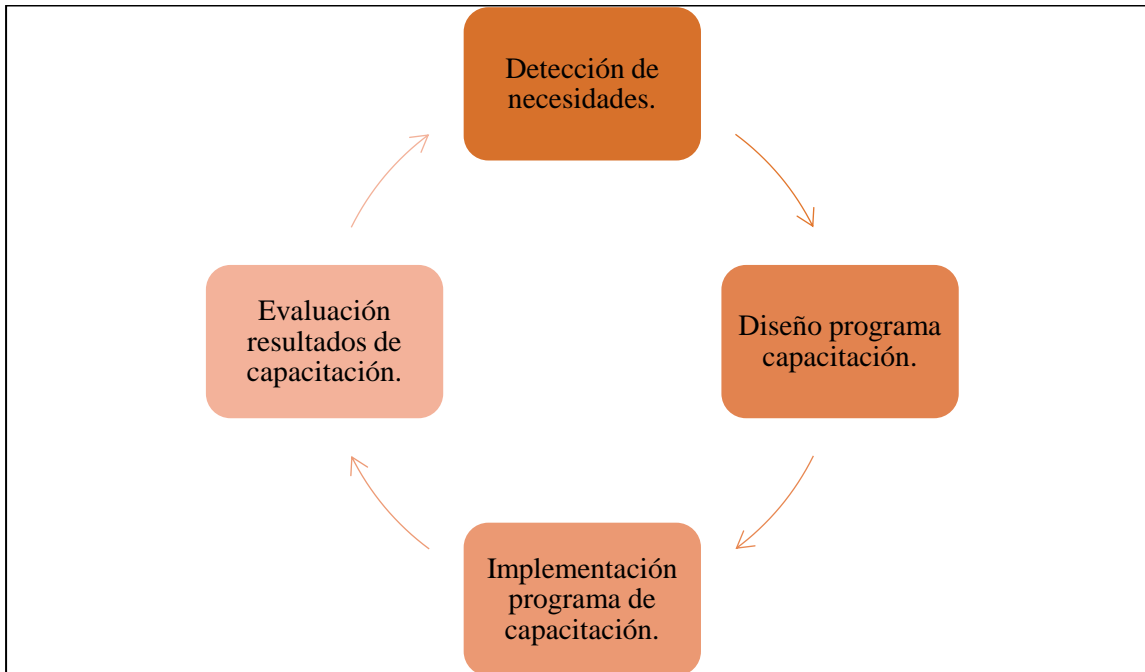 Detección de
necesidades.
Diseño programa
capacitación.
Implementación
programa de
capacitación.
Evaluación
resultados de
capacitación.